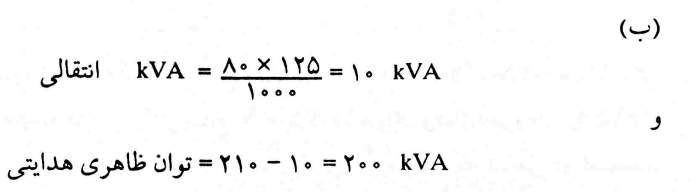 (ب)
انتقالی kVA = ۸۰ × ۱۲۵ / ۱۰۰۰ = ۱۰ kVA
و
توان ظاهری هدایتی = ۲۱۰ − ۱۰ = ۲۰۰ kVA